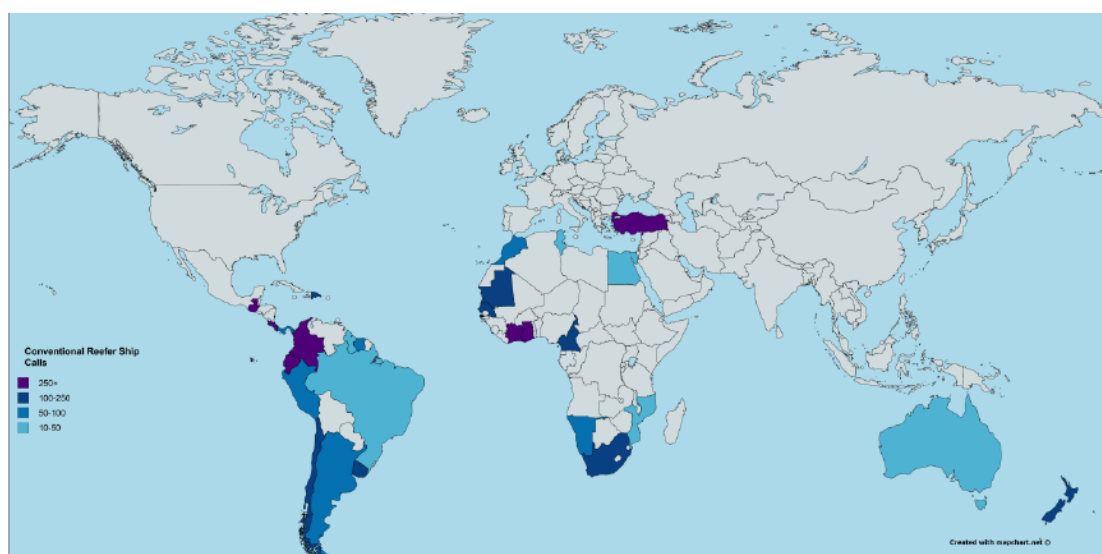 Conventional Reefer Ship
Calls
250+
100-250
50-100
10-50
Created with mapchart.net ©